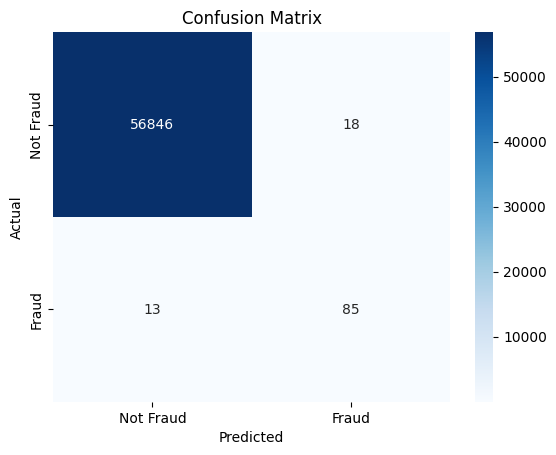 Confusion Matrix
Not Fraud
56846
18
Actual
Fraud
13
85
Not Fraud
Fraud
Predicted
50000
40000
30000
20000
10000